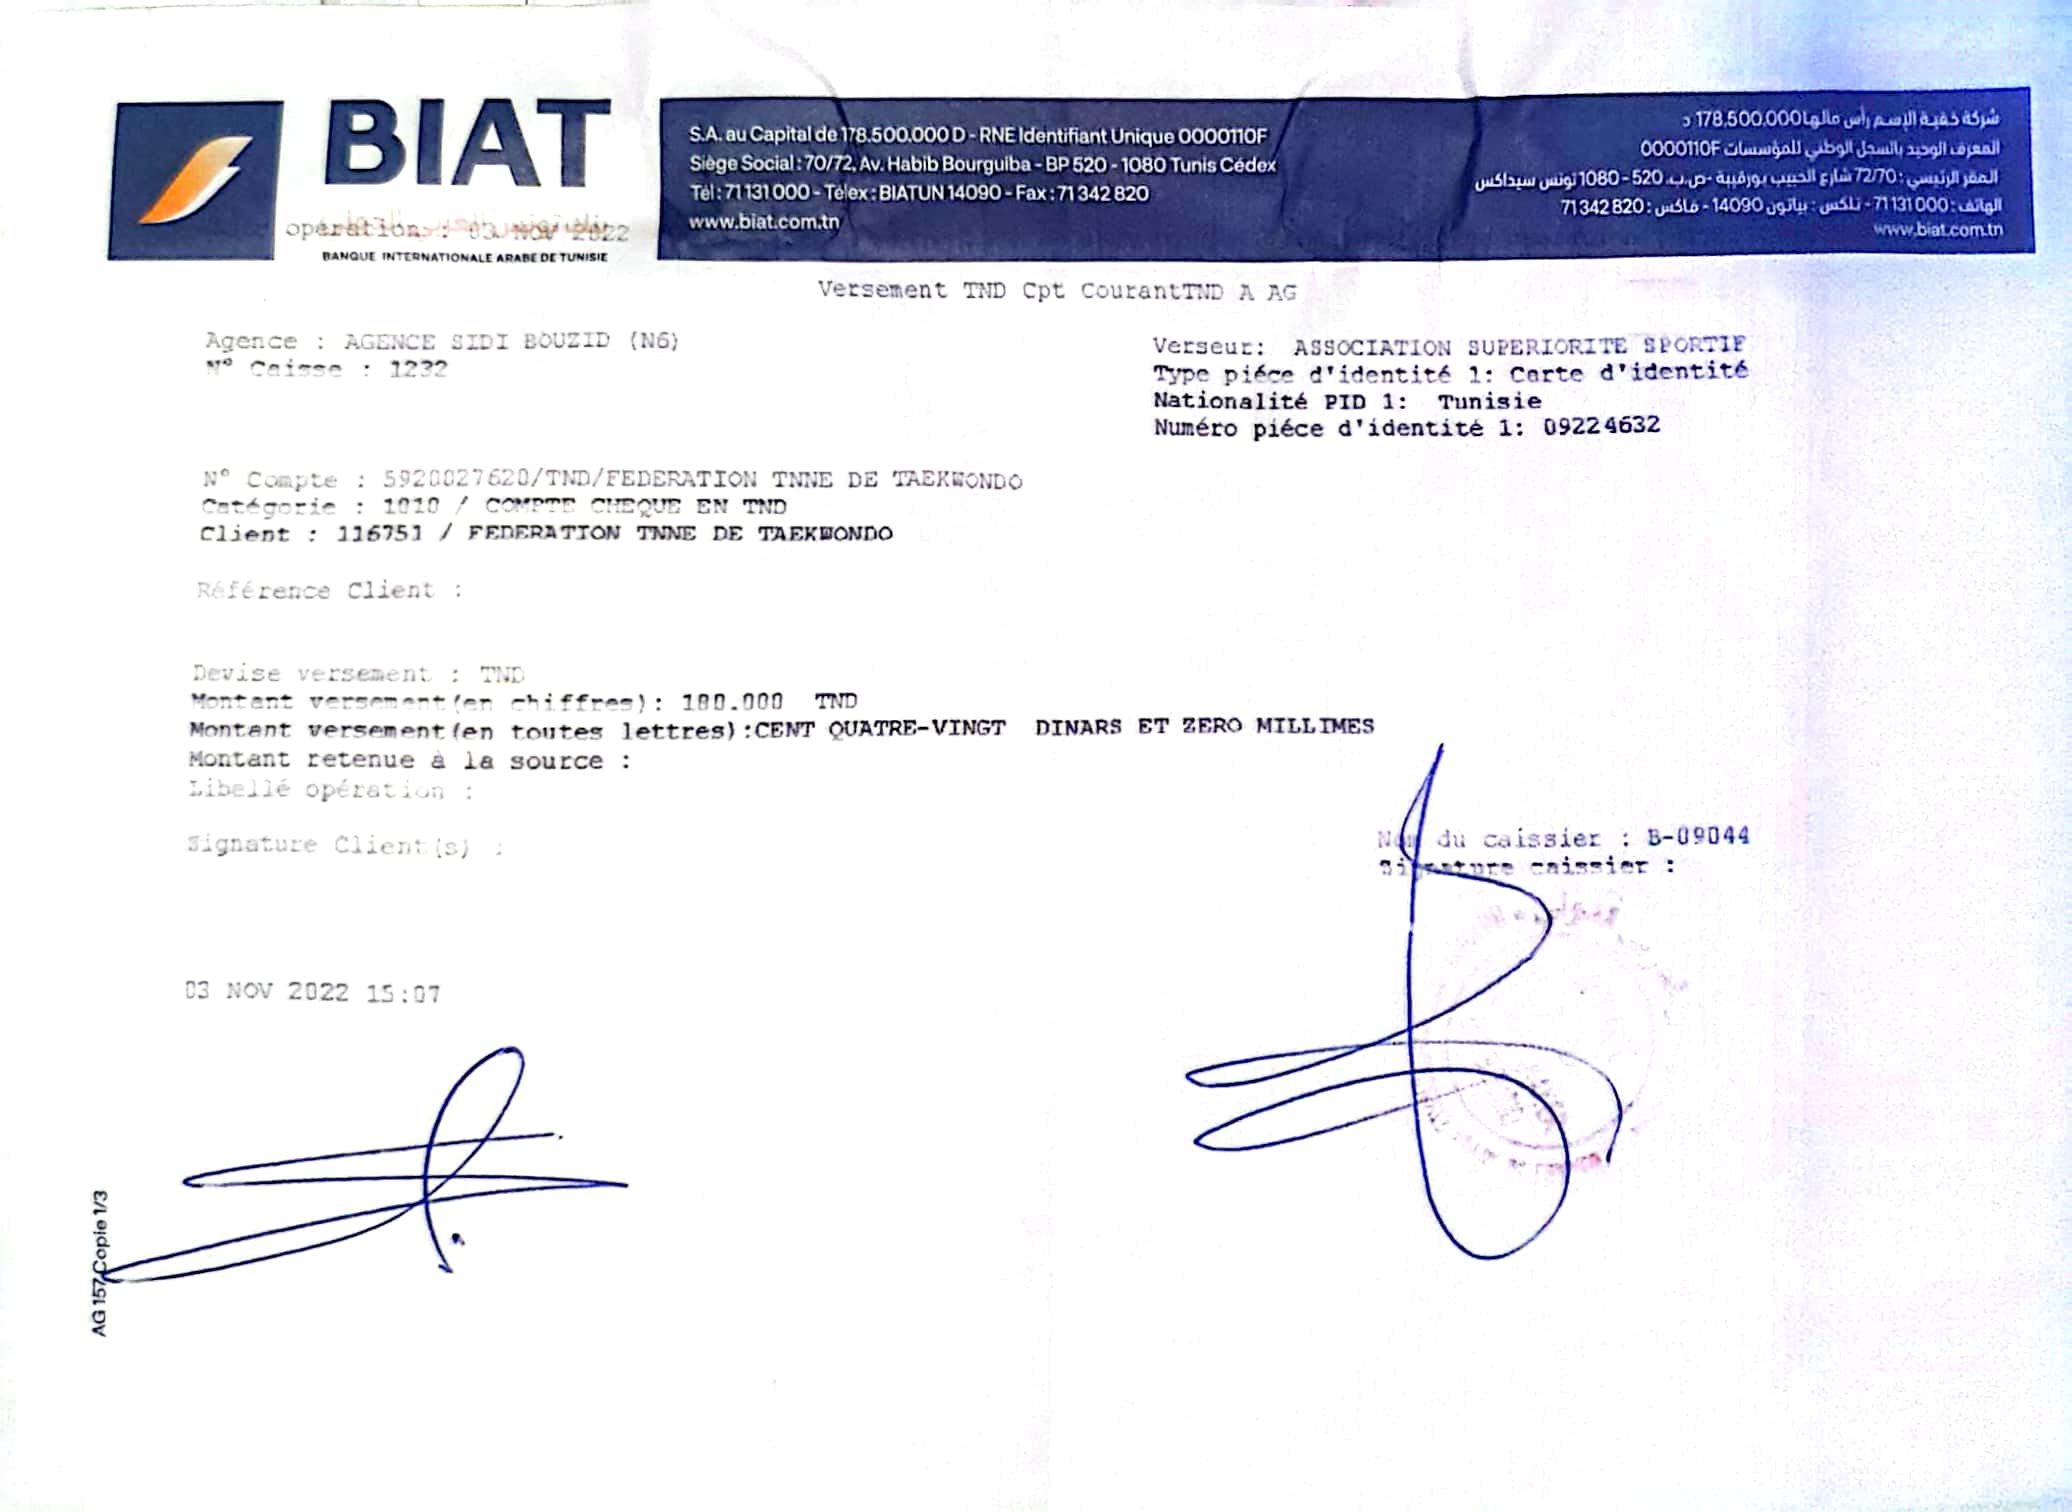 BIAT
opération : 03 NOV 2022
BANQUE INTERNATIONALE ARABE DE TUNISIE
S.A. au Capital de 178.500.000 D - RNE Identifiant Unique 0000110F
Siège Social : 70/72, Av. Habib Bourguiba - BP 520 - 1080 Tunis Cédex
Tél : 71 131 000 - Télex : BIATUN 14090 - Fax : 71 342 820
www.biat.com.tn
شركة خفية الإسم رأس مالها 178.500.000 د
المعرف الوحيد بالسجل الوطني للمؤسسات 0000110F
المقر الرئيسي : 72/70 شارع الحبيب بورقيبة -ص.ب. 520 - 1080 تونس سيداكس
الهاتف : 71 131 000 - تلكس : بياتون 14090 - فاكس : 71 342 820
www.biat.com.tn
Versement TND Cpt CourantTND A AG
Agence : AGENCE SIDI BOUZID (N6)
N° Caisse : 1232
Verseur: ASSOCIATION SUPERIORITE SPORTIF
Type piéce d'identité 1: Carte d'identité
Nationalité PID 1: Tunisie
Numéro piéce d'identité 1: 09224632
N° Compte : 5920027620/TND/FEDERATION TNNE DE TAEKWONDO
Catégorie : 1010 / COMPTE CHEQUE EN TND
Client : 116751 / FEDERATION TNNE DE TAEKWONDO
Référence Client :
Devise versement : TND
Montant versement(en chiffres): 180.000 TND
Montant versement(en toutes lettres):CENT QUATRE-VINGT DINARS ET ZERO MILLIMES
Montant retenue à la source :
Libellé opération :
Signature Client(s) :
Nom du caissier : B-09044
Signature caissier :
03 NOV 2022 15:07
AG 157 Copie 1/3